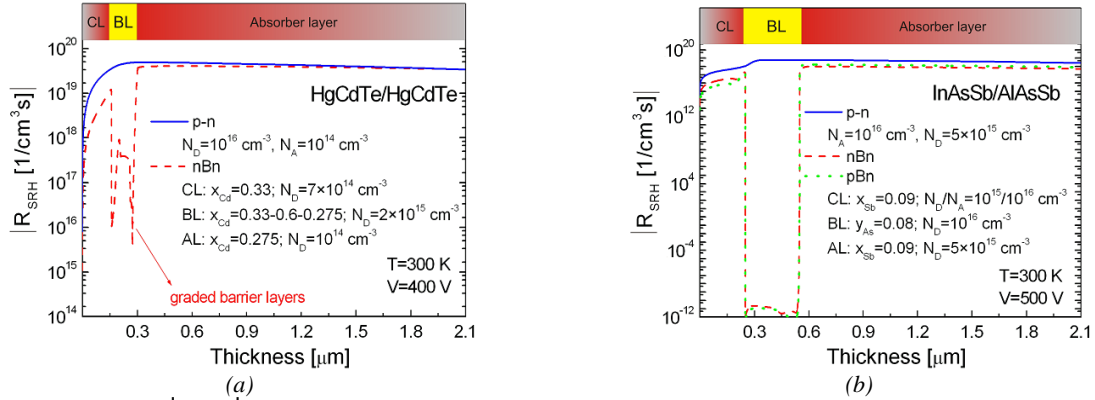 CL BL Absorber layer
10^20
10^19
10^18
10^17
10^16
10^15
10^14
|R_SRH [1/cm^3s]|
HgCdTe/HgCdTe
p-n
N_D=10^16 cm^-3, N_A=10^14 cm^-3
nBn
CL: x_Cd=0.33; N_D=7×10^14 cm^-3
BL: x_Cd=0.33-0.6-0.275; N_D=2×10^15 cm^-3
AL: x_Cd=0.275; N_D=10^14 cm^-3
T=300 K
V=400 V
graded barrier layers
0.3 0.6 0.9 1.2 1.5 1.8 2.1
Thickness [μm]
(a)
CL BL Absorber layer
10^20
10^12
10^4
10^-4
10^-12
|R_SRH [1/cm^3s]|
InAsSb/AlAsSb
p-n
N_A=10^16 cm^-3, N_D=5×10^15 cm^-3
nBn
pBn
CL: x_Sb=0.09; N_D/N_A=10^15/10^16 cm^-3
BL: y_As=0.08; N_D=10^16 cm^-3
AL: x_Sb=0.09; N_D=5×10^15 cm^-3
T=300 K
V=500 V
0.3 0.6 0.9 1.2 1.5 1.8 2.1
Thickness [μm]
(b)